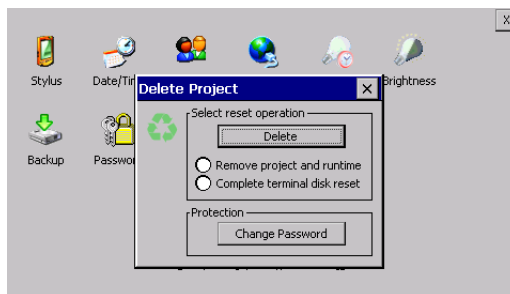 X
Stylus
Date/Tim
Brightness
Delete Project
Select reset operation
Delete
Remove project and runtime
Complete terminal disk reset
Backup
Passwor
Protection
Change Password